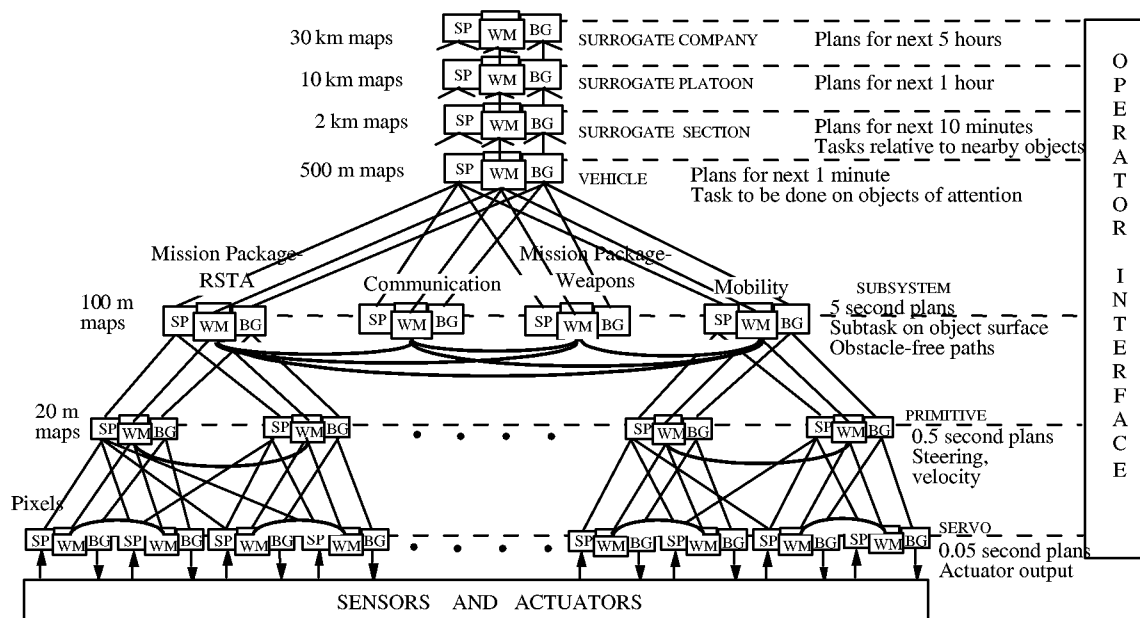 SP WM BG
30 km maps SURROGATE COMPANY Plans for next 5 hours
SP WM BG
10 km maps SURROGATE PLATOON Plans for next 1 hour
SP WM BG
2 km maps SURROGATE SECTION Plans for next 10 minutes
Tasks relative to nearby objects
SP WM BG
500 m maps VEHICLE Plans for next 1 minute
Task to be done on objects of attention
Mission Package-
RSTA
Communication
Mission Package-
Weapons
Mobility
SUBSYSTEM
100 m
maps
SP WM BG SP WM BG SP WM BG SP WM BG
5 second plans
Subtask on object surface
Obstacle-free paths
20 m
maps
SP WM BG SP WM BG . . . . SP WM BG SP WM BG
PRIMITIVE
0.5 second plans
Steering,
velocity
Pixels
SP WM BG SP WM BG SP WM BG SP WM BG . . . . SP WM BG SP WM BG SP WM BG SP WM BG
SERVO
0.05 second plans
Actuator output
SENSORS AND ACTUATORS
OPERATOR INTERFACE